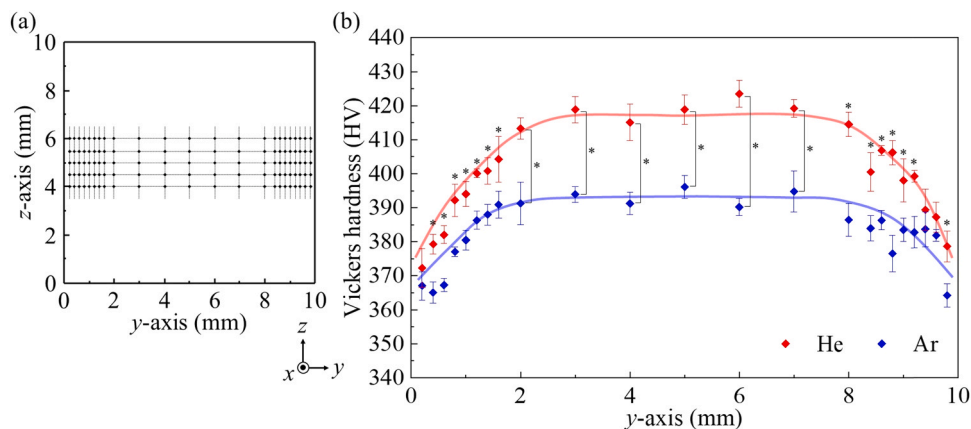 (a)
10
8
6
4
2
0
z-axis (mm)
0 2 4 6 8 10
y-axis (mm)
z
x
y
(b)
440
430
420
410
400
390
380
370
360
350
340
Vickers hardness (HV)
* * * * * * *
* * * * * *
* * * * * * *
He
Ar
0 2 4 6 8 10
y-axis (mm)